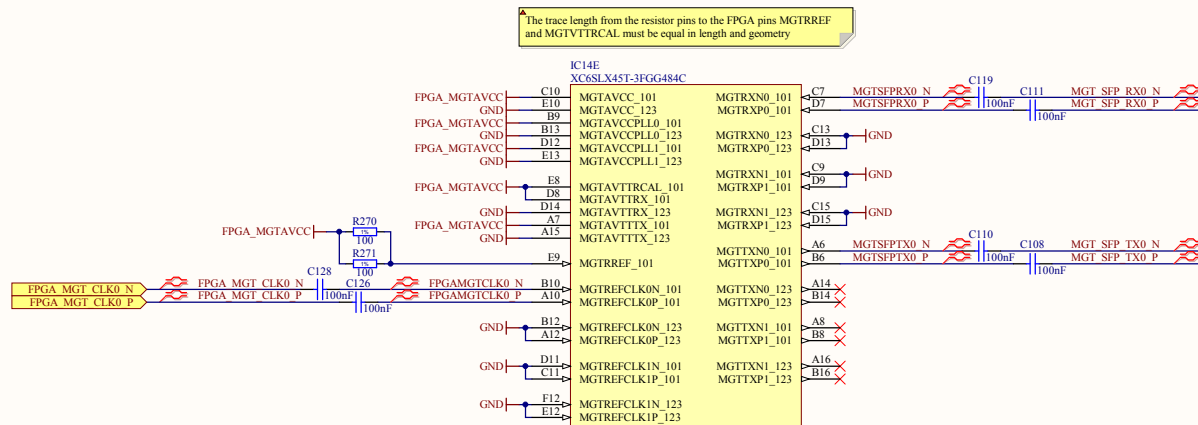 The trace length from the resistor pins to the FPGA pins MGTRREF
and MGTVTTRCAL must be equal in length and geometry
IC14E
XC6SLX45T-3FGG484C
FPGA_MGTAVCC C10 MGTAVCC_101
GND E10 MGTAVCC_123
FPGA_MGTAVCC B9 MGTAVCCPLL0_101
GND B13 MGTAVCCPLL0_123
FPGA_MGTAVCC D12 MGTAVCCPLL1_101
GND E13 MGTAVCCPLL1_123
FPGA_MGTAVCC E8 MGTAVTTRCAL_101
D8 MGTAVTTRX_101
GND D14 MGTAVTTRX_123
FPGA_MGTAVCC A7 MGTAVTTTX_101
GND A15 MGTAVTTTX_123
R270
FPGA_MGTAVCC 1%
100
R271
1%
100
E9 MGTRREF_101
FPGA_MGT_CLK0_N FPGA_MGT_CLK0_N C128 100nF FPGAMGTCLK0_N B10 MGTREFCLK0N_101
FPGA_MGT_CLK0_P FPGA_MGT_CLK0_P C126 100nF FPGAMGTCLK0_P A10 MGTREFCLK0P_101
GND B12 MGTREFCLK0N_123
A12 MGTREFCLK0P_123
GND D11 MGTREFCLK1N_101
C11 MGTREFCLK1P_101
GND F12 MGTREFCLK1N_123
E12 MGTREFCLK1P_123
MGTRXN0_101 C7 MGTSFPRX0_N C119 100nF MGT_SFP_RX0_N
MGTRXP0_101 D7 MGTSFPRX0_P C111 100nF MGT_SFP_RX0_P
MGTRXN0_123 C13 GND
MGTRXP0_123 D13
MGTRXN1_101 C9 GND
MGTRXP1_101 D9
MGTRXN1_123 C15 GND
MGTRXP1_123 D15
MGTTXN0_101 A6 MGTSFPTX0_N C110 100nF MGT_SFP_TX0_N
MGTTXP0_101 B6 MGTSFPTX0_P C108 100nF MGT_SFP_TX0_P
MGTTXN0_123 A14
MGTTXP0_123 B14
MGTTXN1_101 A8
MGTTXP1_101 B8
MGTTXN1_123 A16
MGTTXP1_123 B16